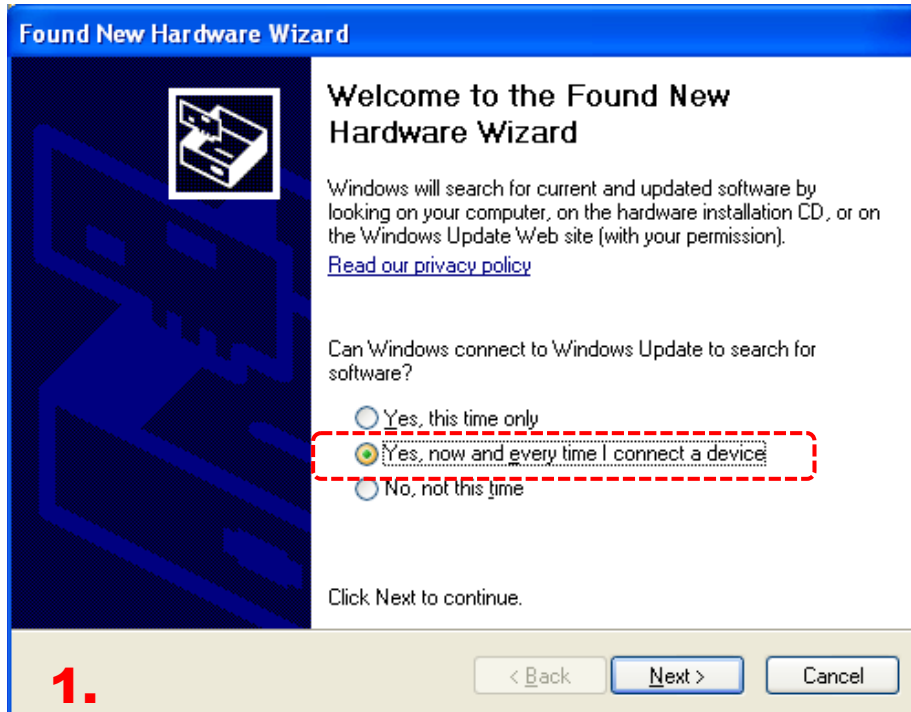 Found New Hardware Wizard
Welcome to the Found New
Hardware Wizard
Windows will search for current and updated software by
looking on your computer, on the hardware installation CD, or on
the Windows Update Web site (with your permission).
Read our privacy policy
Can Windows connect to Windows Update to search for
software?
Yes, this time only
Yes, now and every time I connect a device
No, not this time
Click Next to continue.
1.
< Back
Next >
Cancel